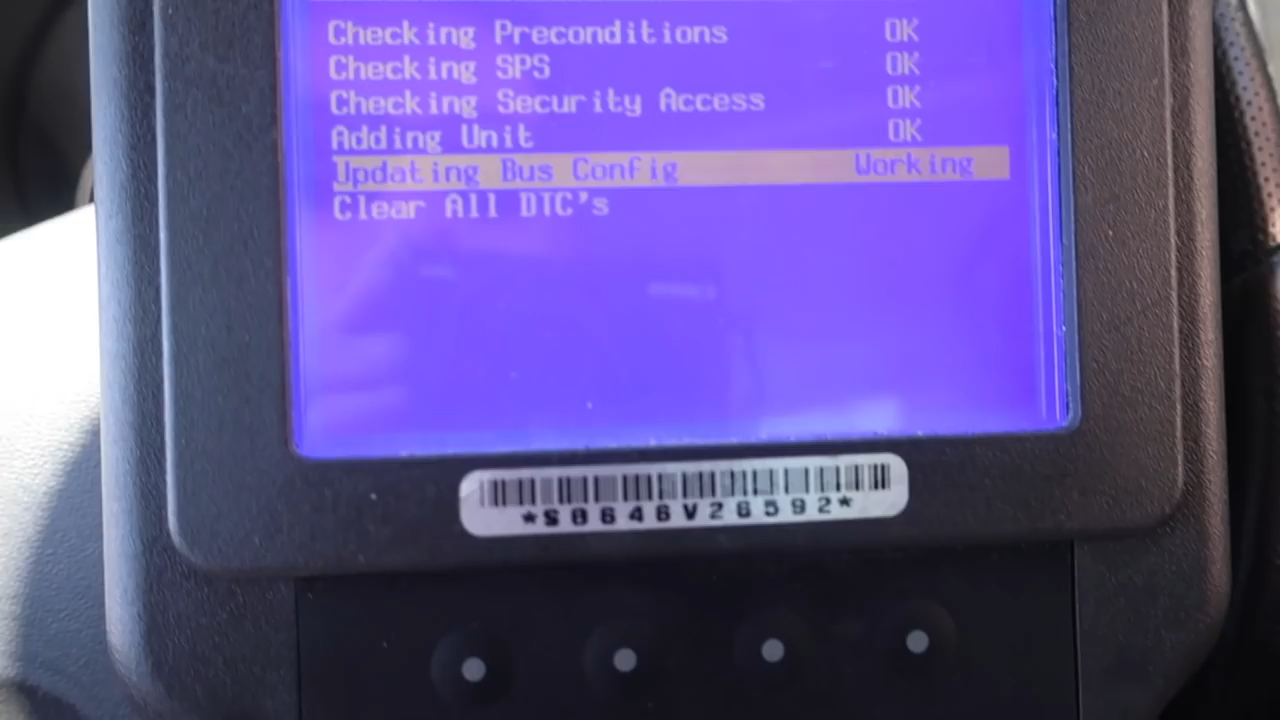 Checking Preconditions OK
Checking SPS OK
Checking Security Access OK
Adding Unit OK
Updating Bus Config Working
Clear All DTC's
*S0646V26592*